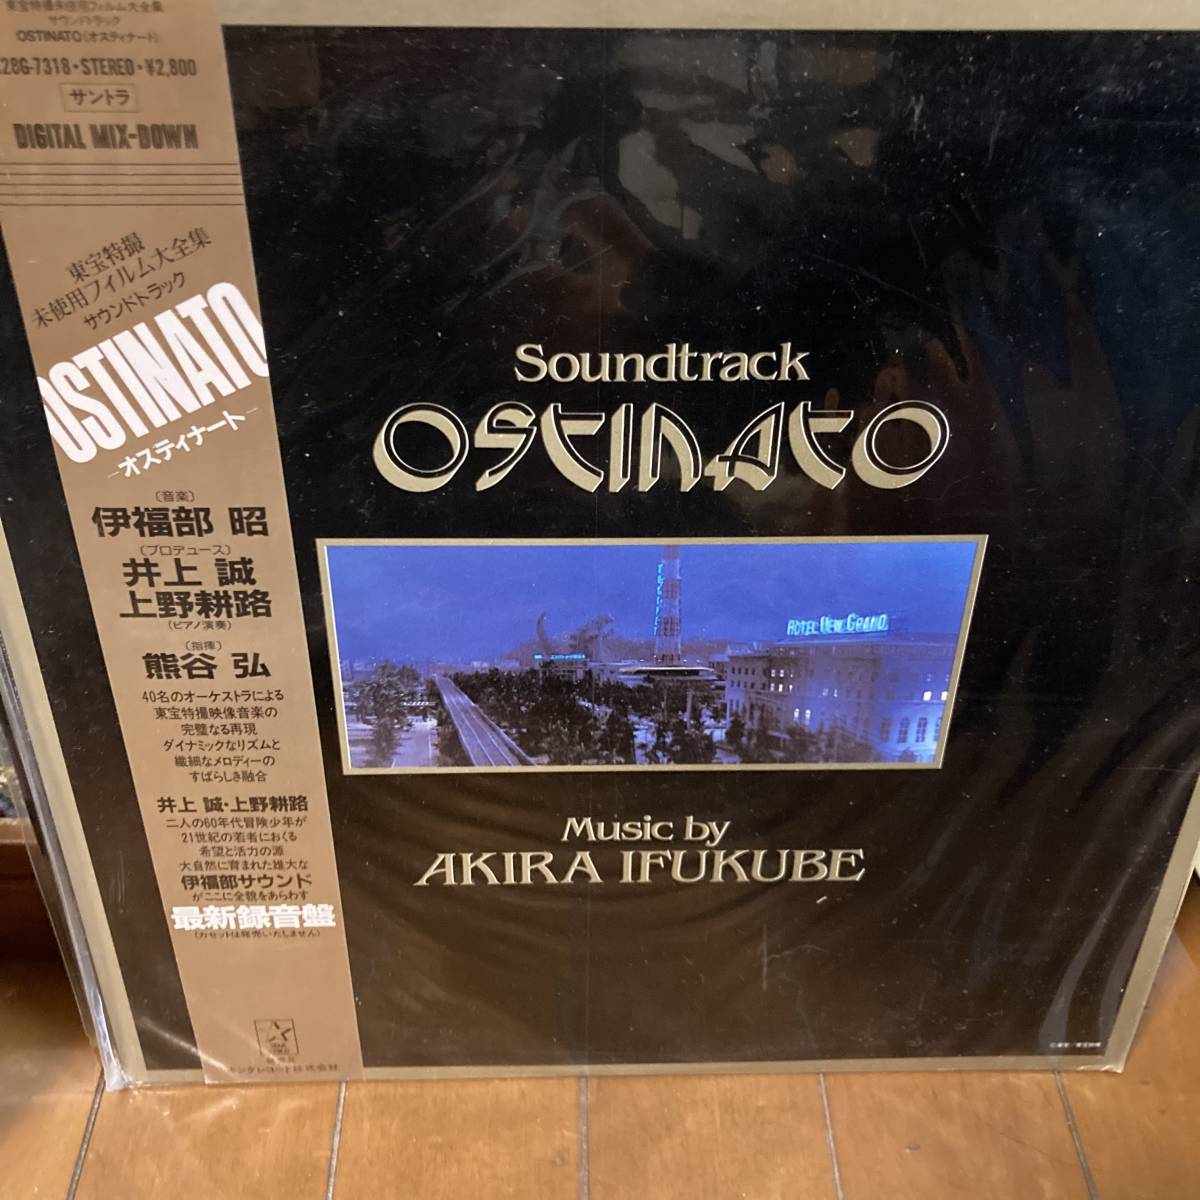 東宝特撮未使用フィルム大全集
サウンドトラック
OSTINATO(オスティナート)
28G-7318・STEREO・¥2,800
サントラ
DIGITAL MIX-DOWN
東宝特撮
未使用フィルム大全集
サウンドトラック
OSTINATO
—オスティナート—
〔音楽〕
伊福部 昭
〔プロデュース〕
井上 誠
上野耕路
(ピアノ演奏)
〔指揮〕
熊谷 弘
40名のオーケストラによる
東宝特撮映像音楽の
完璧なる再現
ダイナミックなリズムと
繊細なメロディーの
すばらしき融合
井上 誠・上野耕路
二人の60年代冒険少年が
21世紀の若者におくる
希望と活力の源
大自然に育まれた雄大な
伊福部サウンド
がここに全貌をあらわす
最新録音盤
(カセットは発売いたしません)
キングレコード株式会社
Soundtrack
OSTINATO
HOTEL NEW GRAND
Music by
AKIRA IFUKUBE